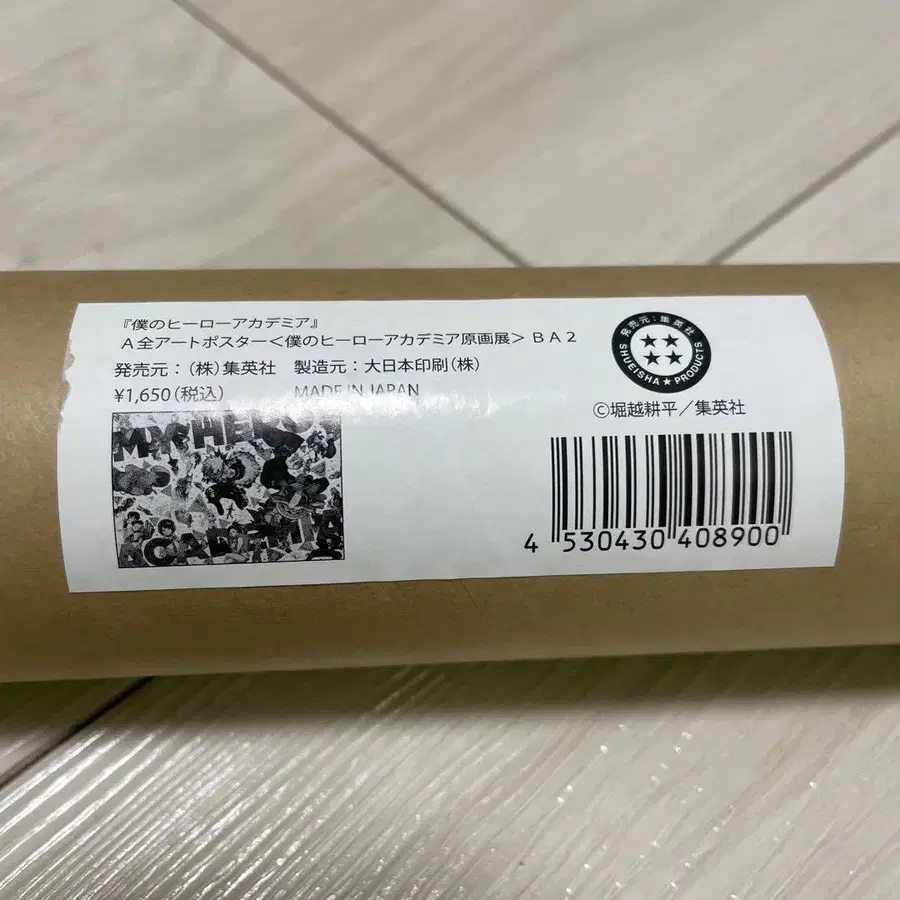 『僕のヒーローアカデミア』
A全アートポスター＜僕のヒーローアカデミア原画展＞ＢＡ２
発売元：（株）集英社　製造元：大日本印刷（株）
¥1,650（税込）　MADE IN JAPAN
発売元：集英社
SHUEISHA★PRODUCTS
©堀越耕平／集英社
MY HERO
4 530430 408900